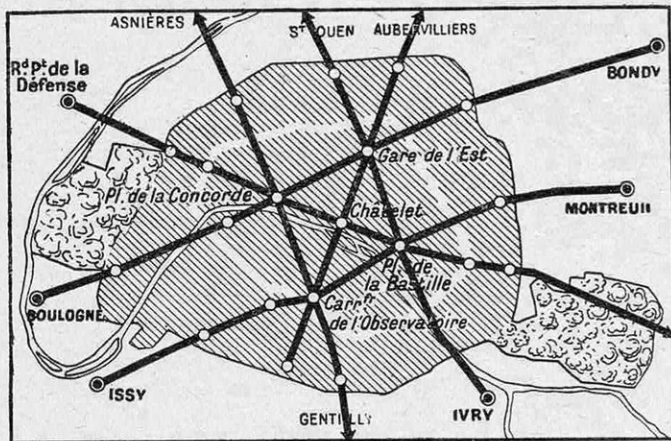 ASNIÈRES
Sᵗ OUEN
AUBERVILLIERS
Rᵈ Pᵗ de la
Défense
BONDY
Gare de l'Est
Pl. de la Concorde
Châtelet
MONTREUIL
Pl. de
la Bastille
BOULOGNE
Carrᶠʳ
de l'Observatoire
ISSY
GENTILLY
IVRY